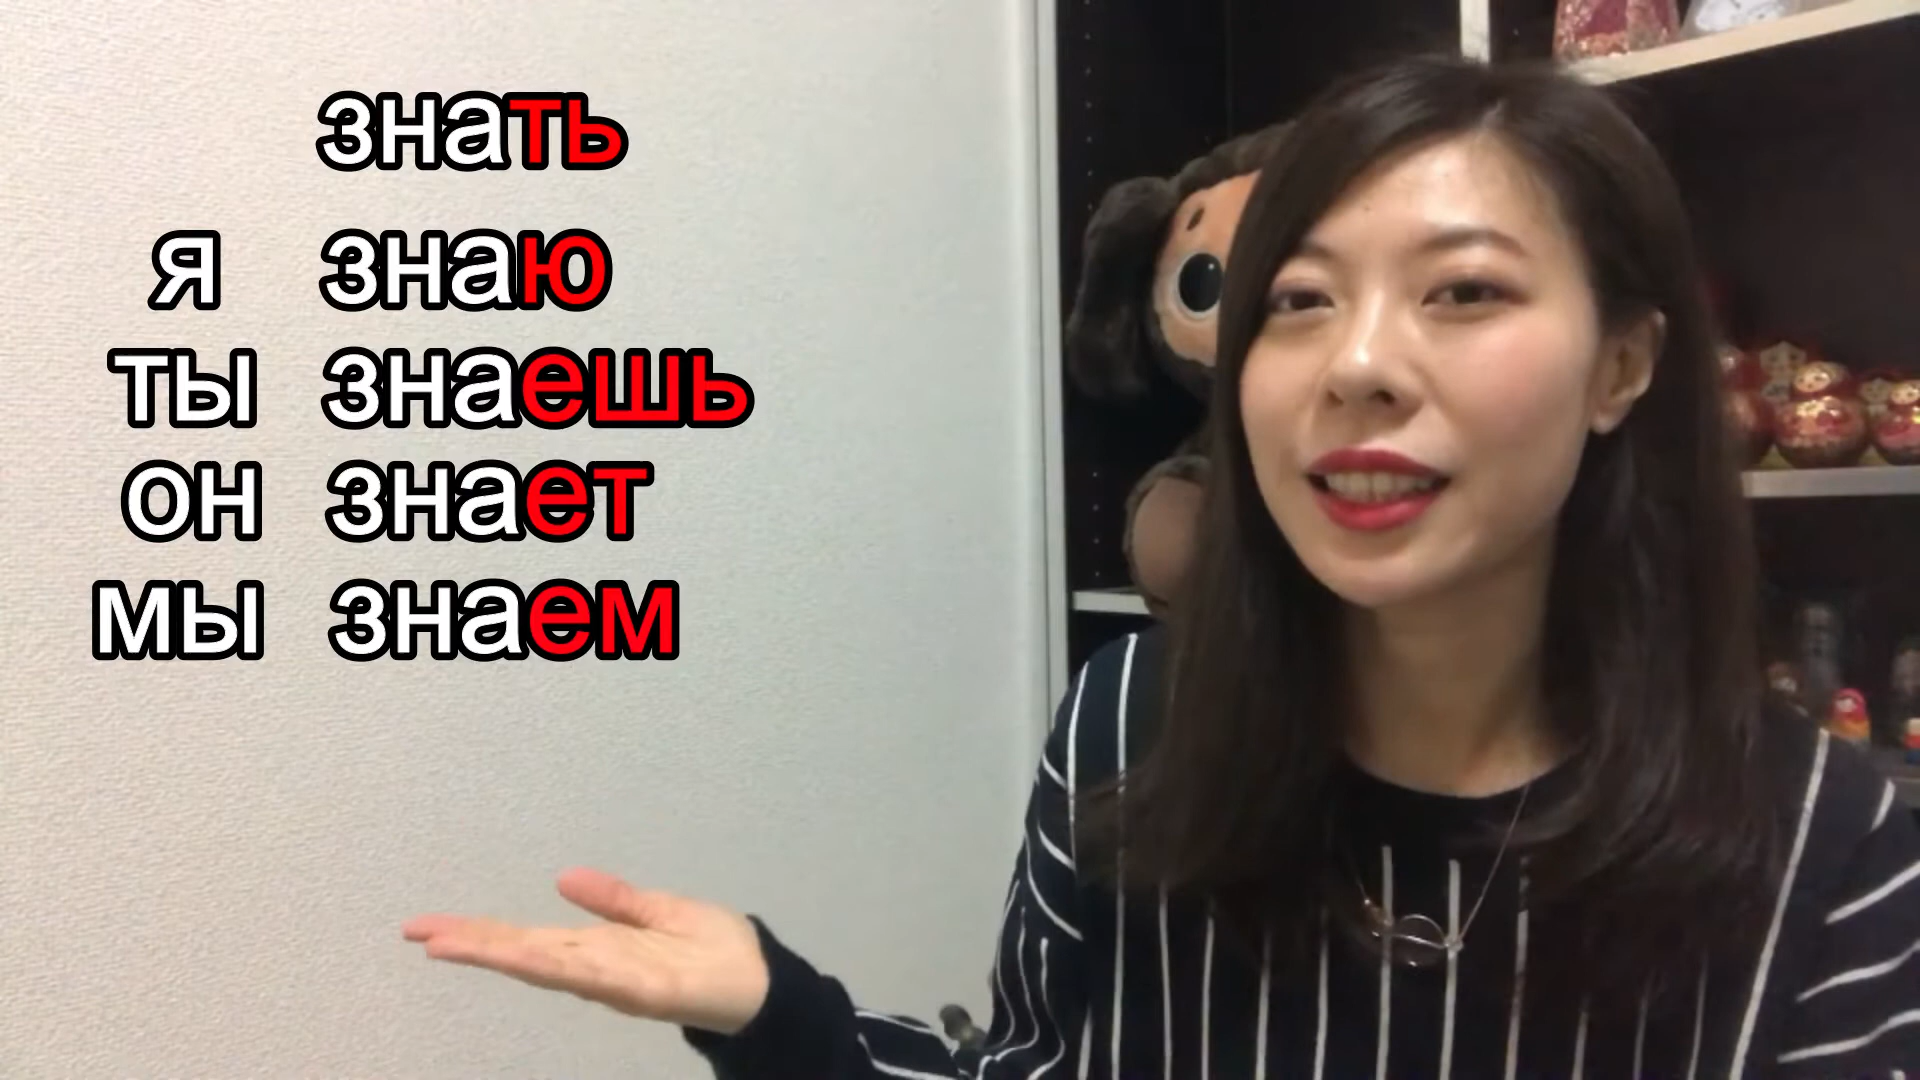 знать
я знаю
ты знаешь
он знает
мы знаем